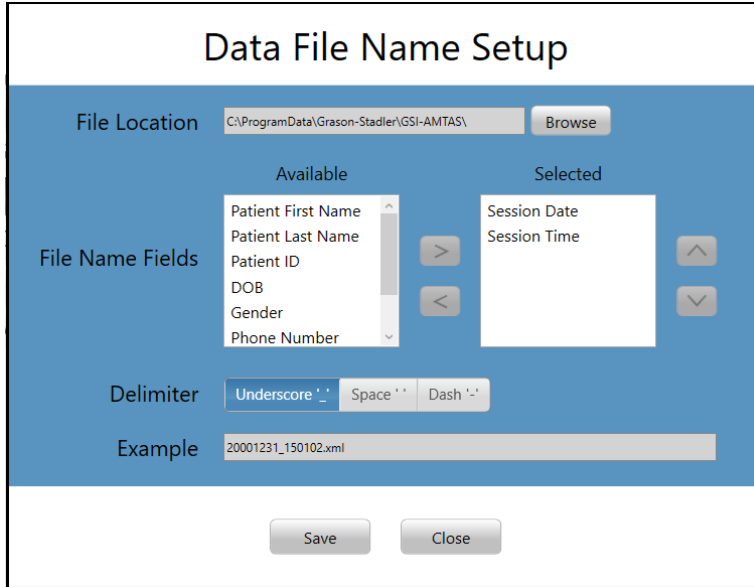 Data File Name Setup
File Location
C:\ProgramData\Grason-Stadler\GSI-AMTAS\
Browse
Available
Selected
File Name Fields
Patient First Name
Patient Last Name
Patient ID
DOB
Gender
Phone Number
>
<
Session Date
Session Time
Delimiter
Underscore '_'
Space ' '
Dash '-'
Example
20001231_150102.xml
Save
Close